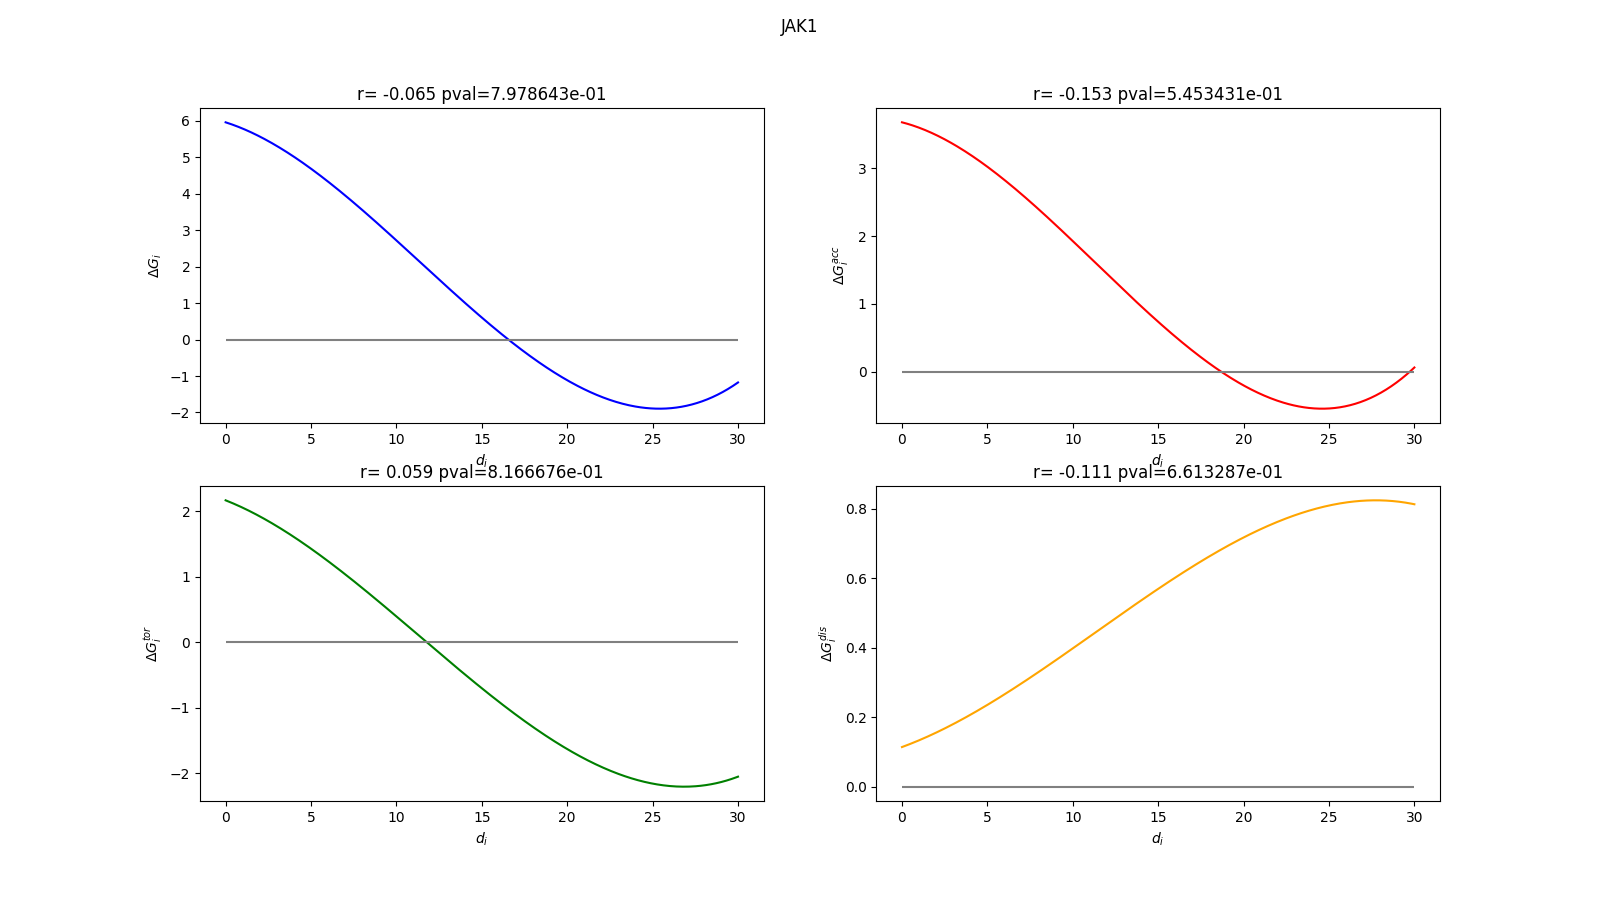 JAK1
r= -0.065 pval=7.978643e-01
6
5
4
3
2
1
0
−1
−2
ΔG_i
0 5 10 15 20 25 30
d_i
r= -0.153 pval=5.453431e-01
3
2
1
0
ΔG_i^{acc}
0 5 10 15 20 25 30
d_i
r= 0.059 pval=8.166676e-01
2
1
0
−1
−2
ΔG_i^{tor}
0 5 10 15 20 25 30
d_i
r= -0.111 pval=6.613287e-01
0.8
0.6
0.4
0.2
0.0
ΔG_i^{dis}
0 5 10 15 20 25 30
d_i